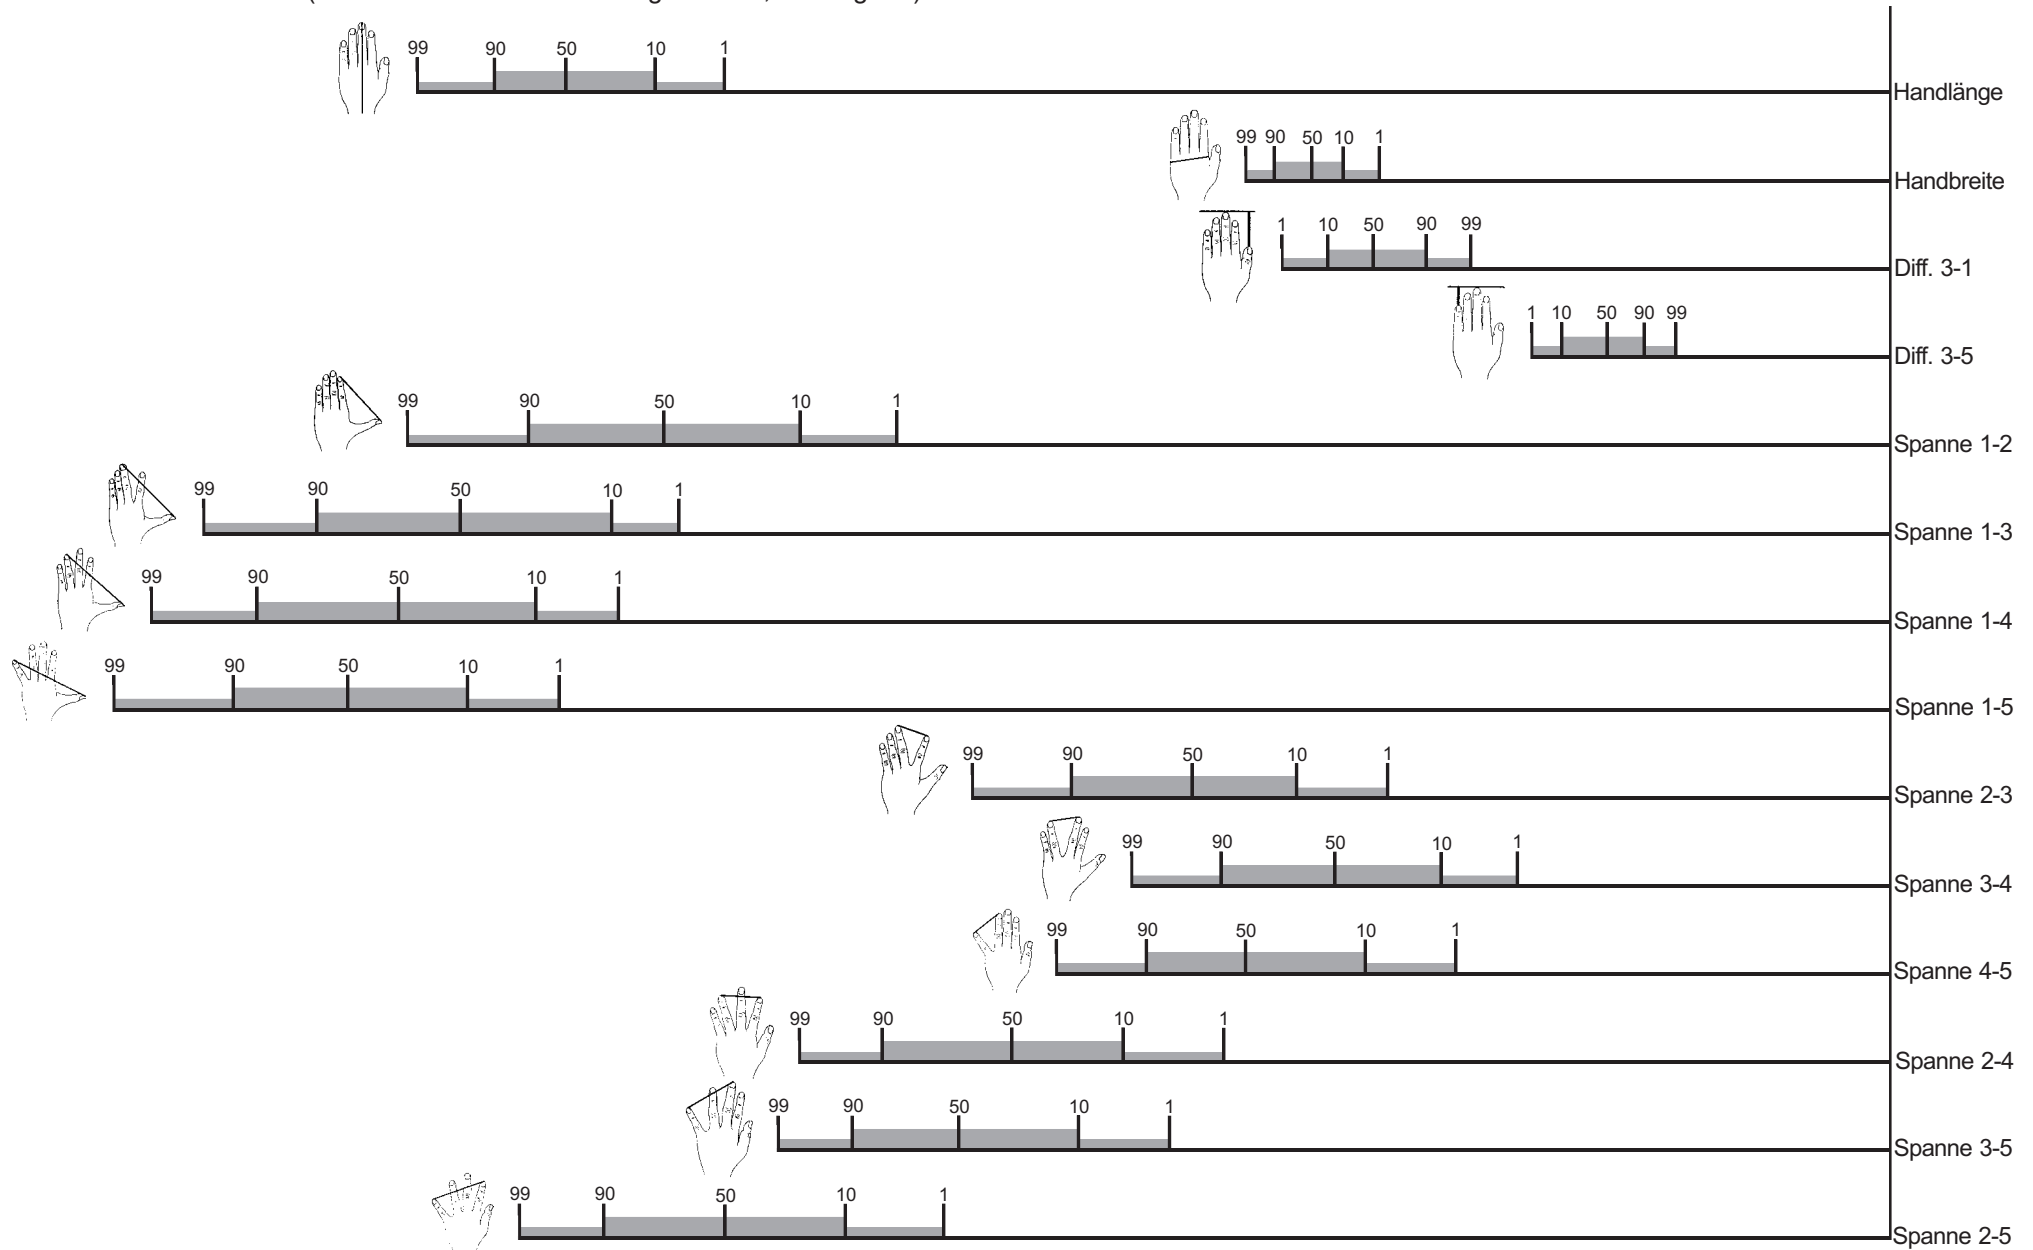 99 90 50 10 1
Handlänge
99 90 50 10 1
Handbreite
1 10 50 90 99
Diff. 3-1
1 10 50 90 99
Diff. 3-5
99 90 50 10 1
Spanne 1-2
99 90 50 10 1
Spanne 1-3
99 90 50 10 1
Spanne 1-4
99 90 50 10 1
Spanne 1-5
99 90 50 10 1
Spanne 2-3
99 90 50 10 1
Spanne 3-4
99 90 50 10 1
Spanne 4-5
99 90 50 10 1
Spanne 2-4
99 90 50 10 1
Spanne 3-5
99 90 50 10 1
Spanne 2-5